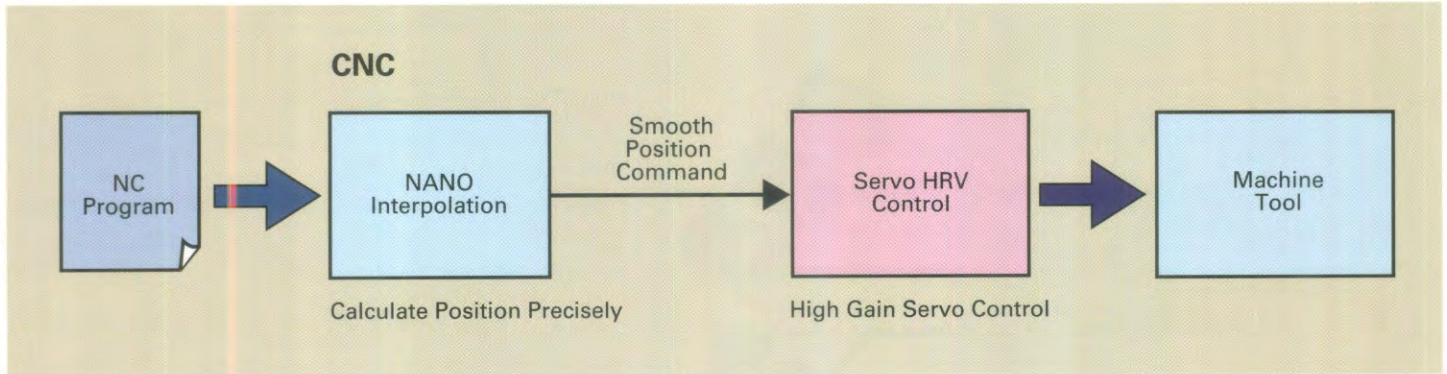 CNC
NC
Program
NANO
Interpolation
Smooth
Position
Command
Servo HRV
Control
Machine
Tool
Calculate Position Precisely
High Gain Servo Control